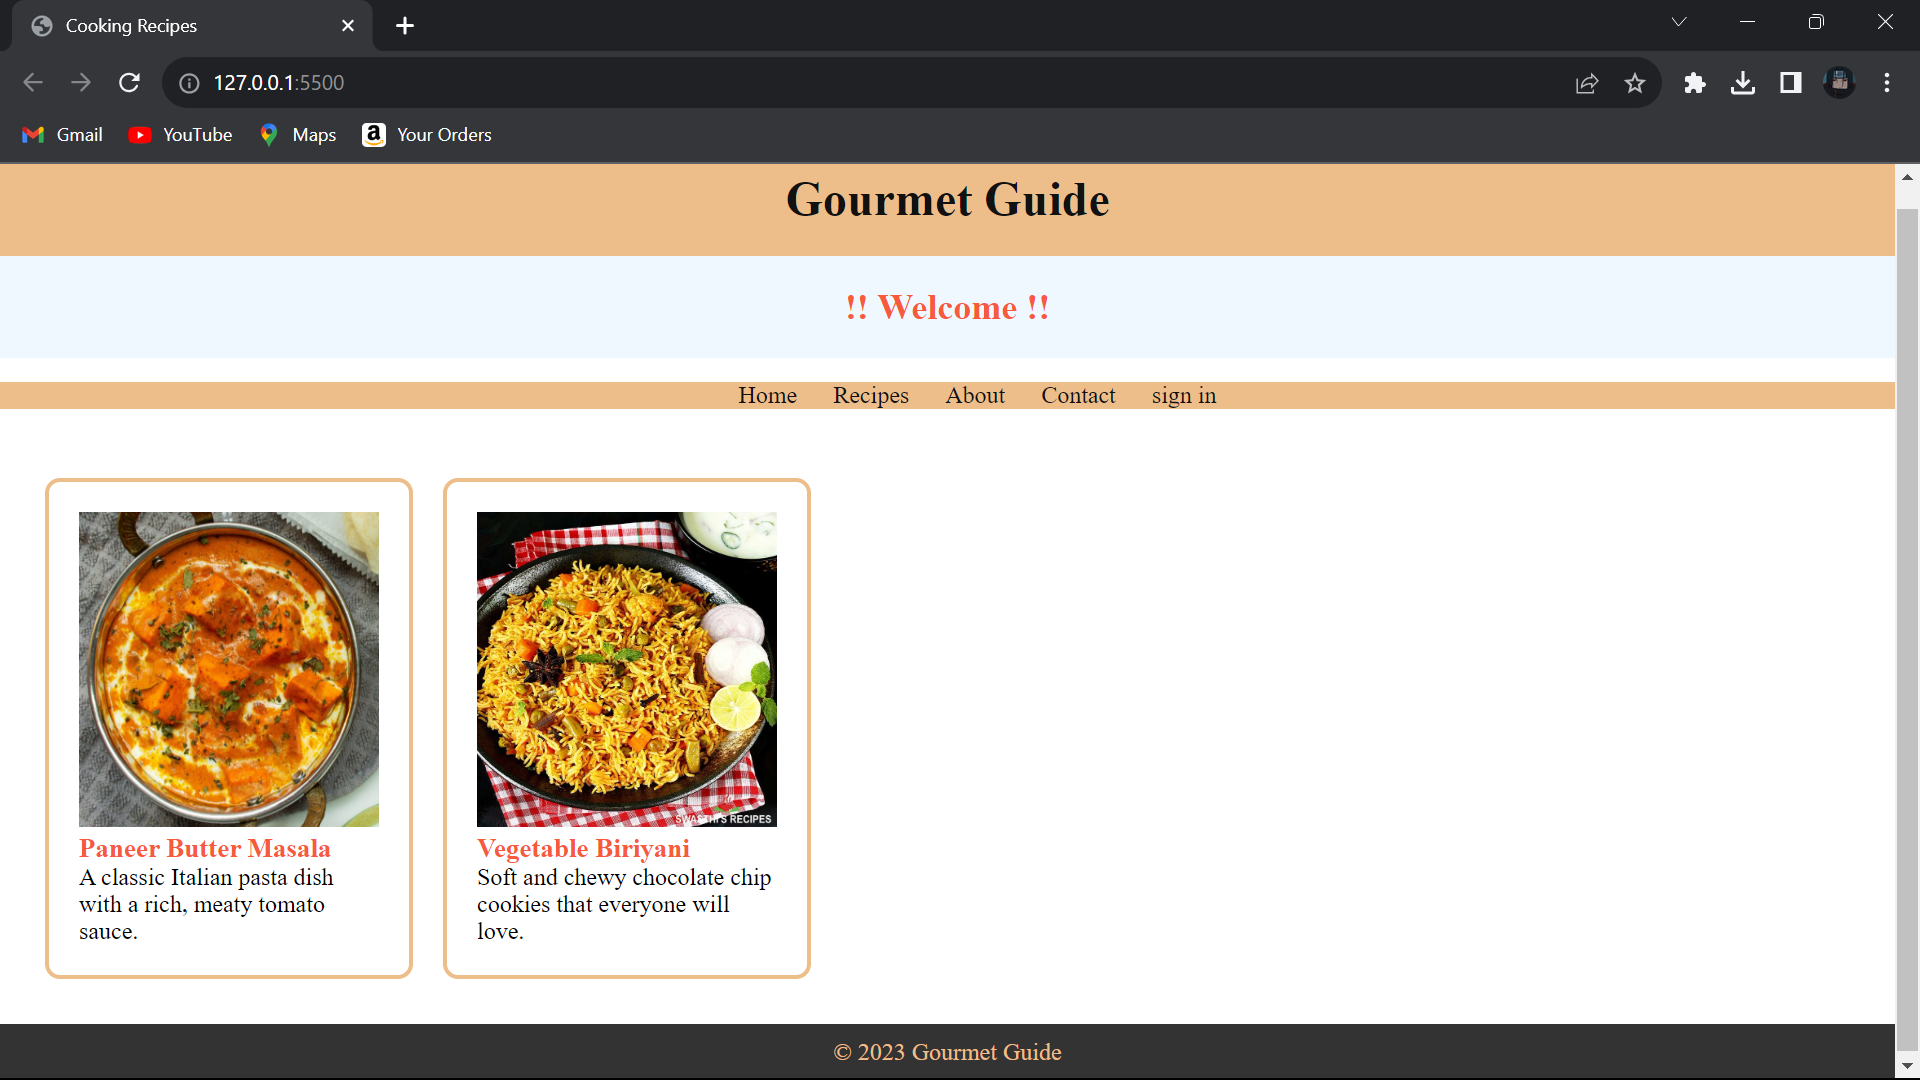 Cooking Recipes
127.0.0.1:5500
Gmail YouTube Maps a Your Orders
Gourmet Guide
!! Welcome !!
Home Recipes About Contact sign in
SWASTHI'S RECIPES
Paneer Butter Masala
A classic Italian pasta dish
with a rich, meaty tomato
sauce.
Vegetable Biriyani
Soft and chewy chocolate chip
cookies that everyone will
love.
© 2023 Gourmet Guide